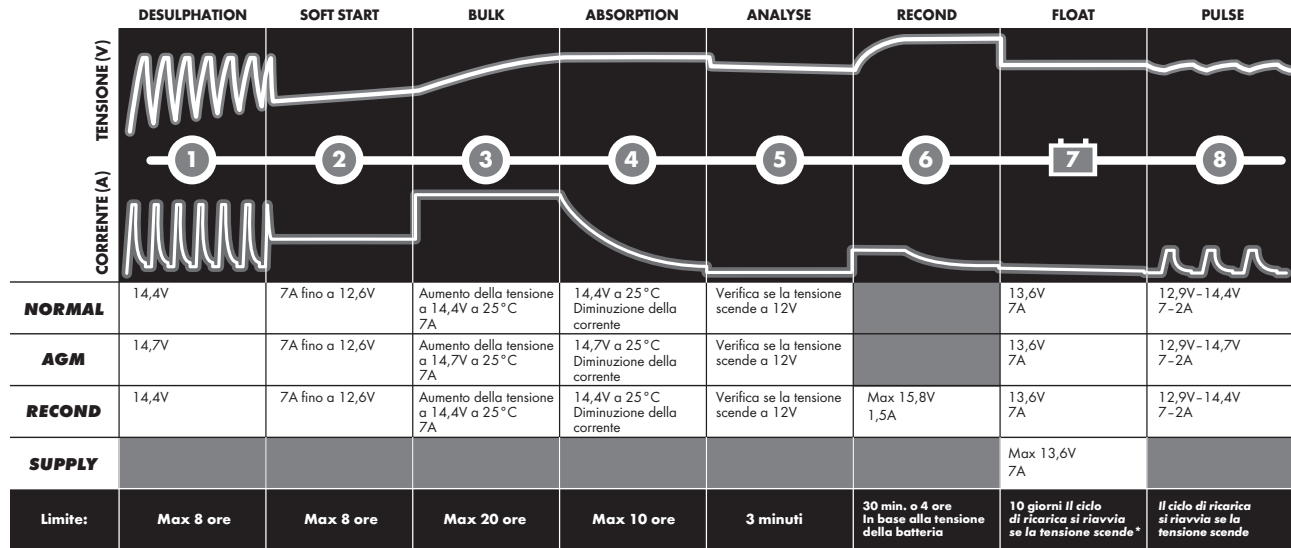 DESULPHATION SOFT START BULK ABSORPTION ANALYSE RECOND FLOAT PULSE
TENSIONE (V)
1 2 3 4 5 6 7 8
CORRENTE (A)
NORMAL
14,4V
7A fino a 12,6V
Aumento della tensione
a 14,4V a 25°C
7A
14,4V a 25°C
Diminuzione della
corrente
Verifica se la tensione
scende a 12V
13,6V
7A
12,9V–14,4V
7–2A
AGM
14,7V
7A fino a 12,6V
Aumento della tensione
a 14,7V a 25°C
7A
14,7V a 25°C
Diminuzione della
corrente
Verifica se la tensione
scende a 12V
13,6V
7A
12,9V–14,7V
7–2A
RECOND
14,4V
7A fino a 12,6V
Aumento della tensione
a 14,4V a 25°C
7A
14,4V a 25°C
Diminuzione della
corrente
Verifica se la tensione
scende a 12V
Max 15,8V
1,5A
13,6V
7A
12,9V–14,4V
7–2A
SUPPLY
Max 13,6V
7A
Limite:
Max 8 ore
Max 8 ore
Max 20 ore
Max 10 ore
3 minuti
30 min. o 4 ore
In base alla tensione
della batteria
10 giorni Il ciclo
di ricarica si riavvia
se la tensione scende*
Il ciclo di ricarica
si riavvia se la
tensione scende